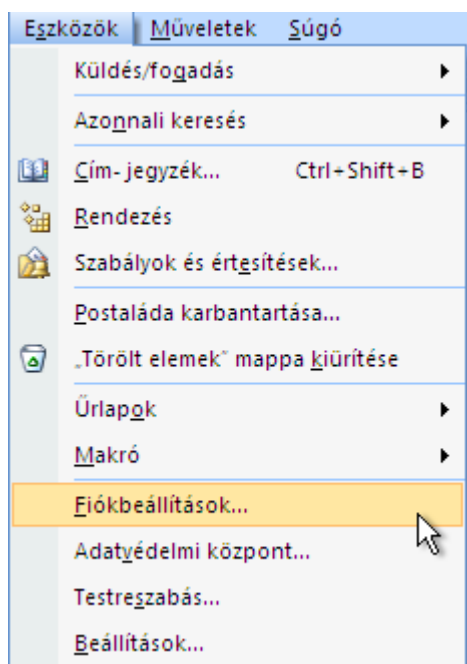 Eszközök Műveletek Súgó
Küldés/fogadás
Azonnali keresés
Cím- jegyzék... Ctrl+Shift+B
Rendezés
Szabályok és értesítések...
Postaláda karbantartása...
„Törölt elemek” mappa kiürítése
Űrlapok
Makró
Fiókbeállítások...
Adatvédelmi központ...
Testreszabás...
Beállítások...